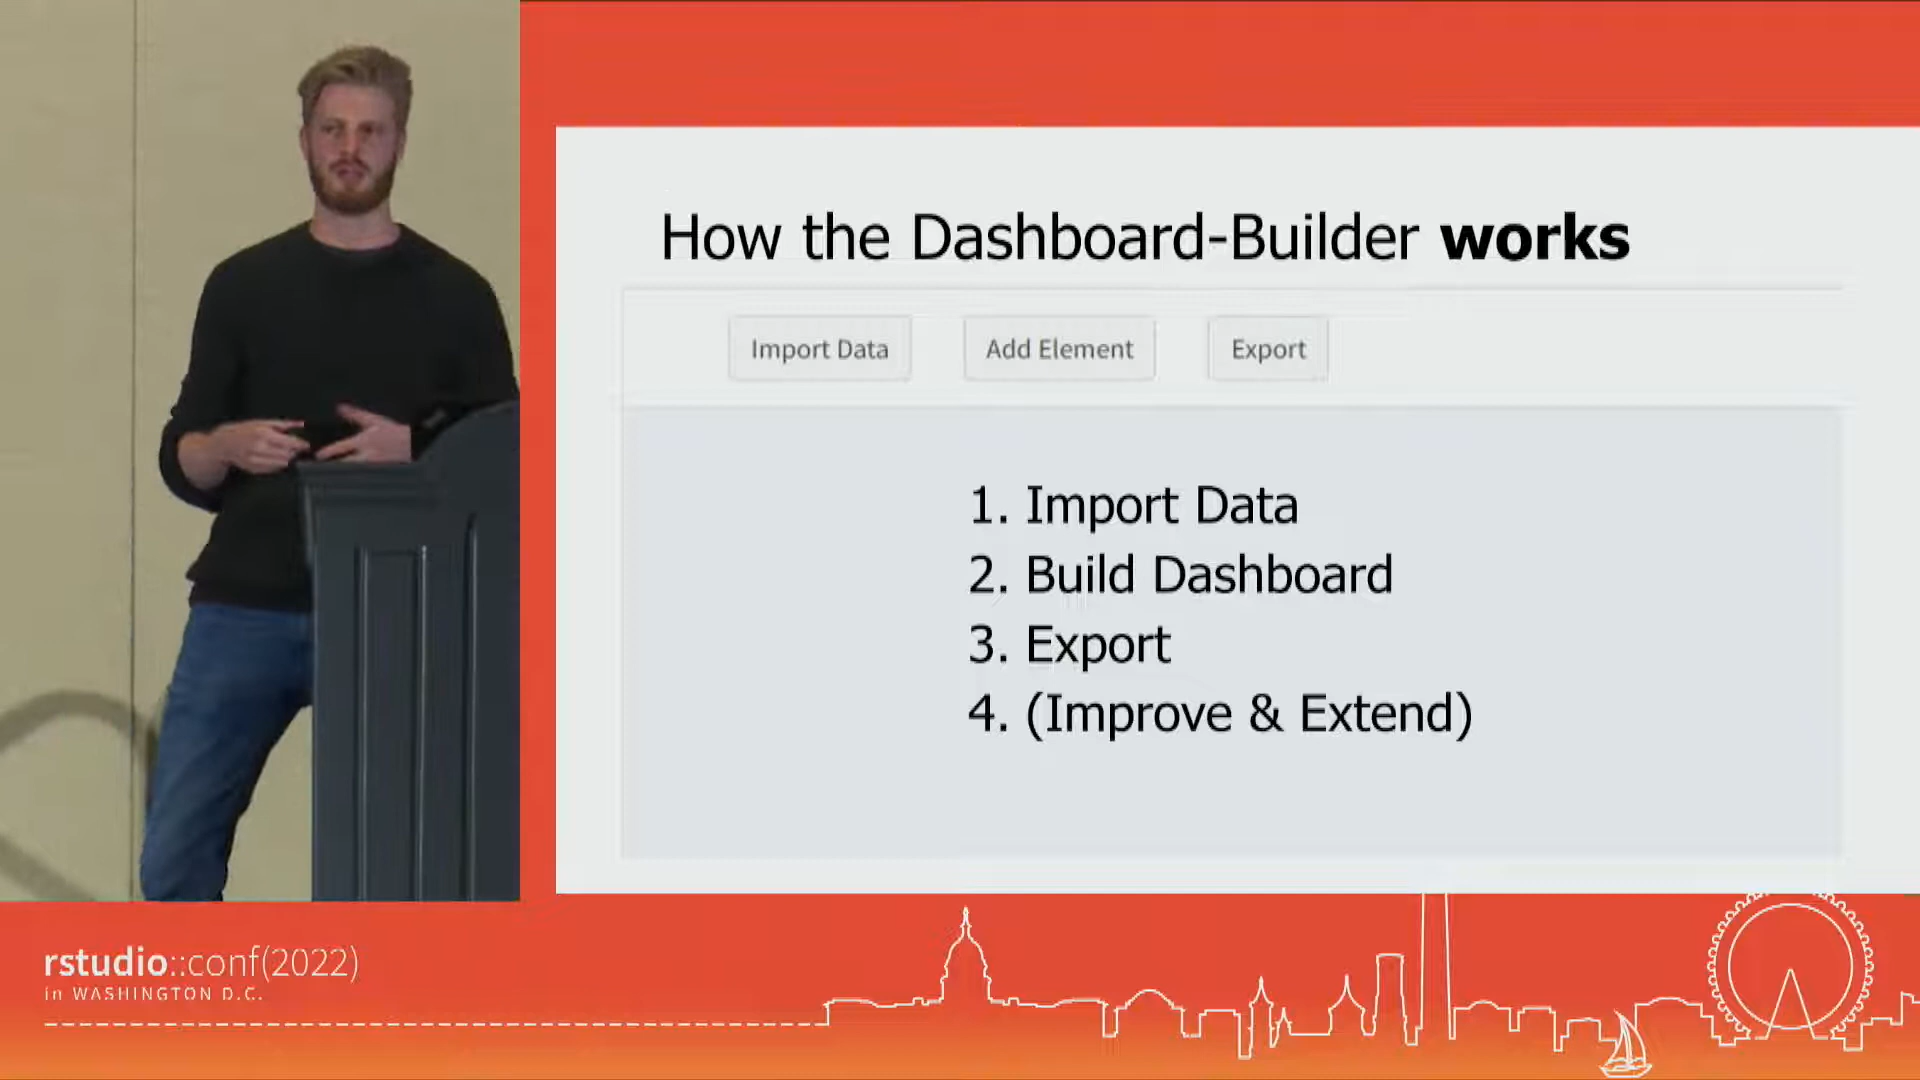 How the Dashboard-Builder works
Import Data
Add Element
Export
1. Import Data
2. Build Dashboard
3. Export
4. (Improve & Extend)
rstudio::conf(2022)
in WASHINGTON D.C.